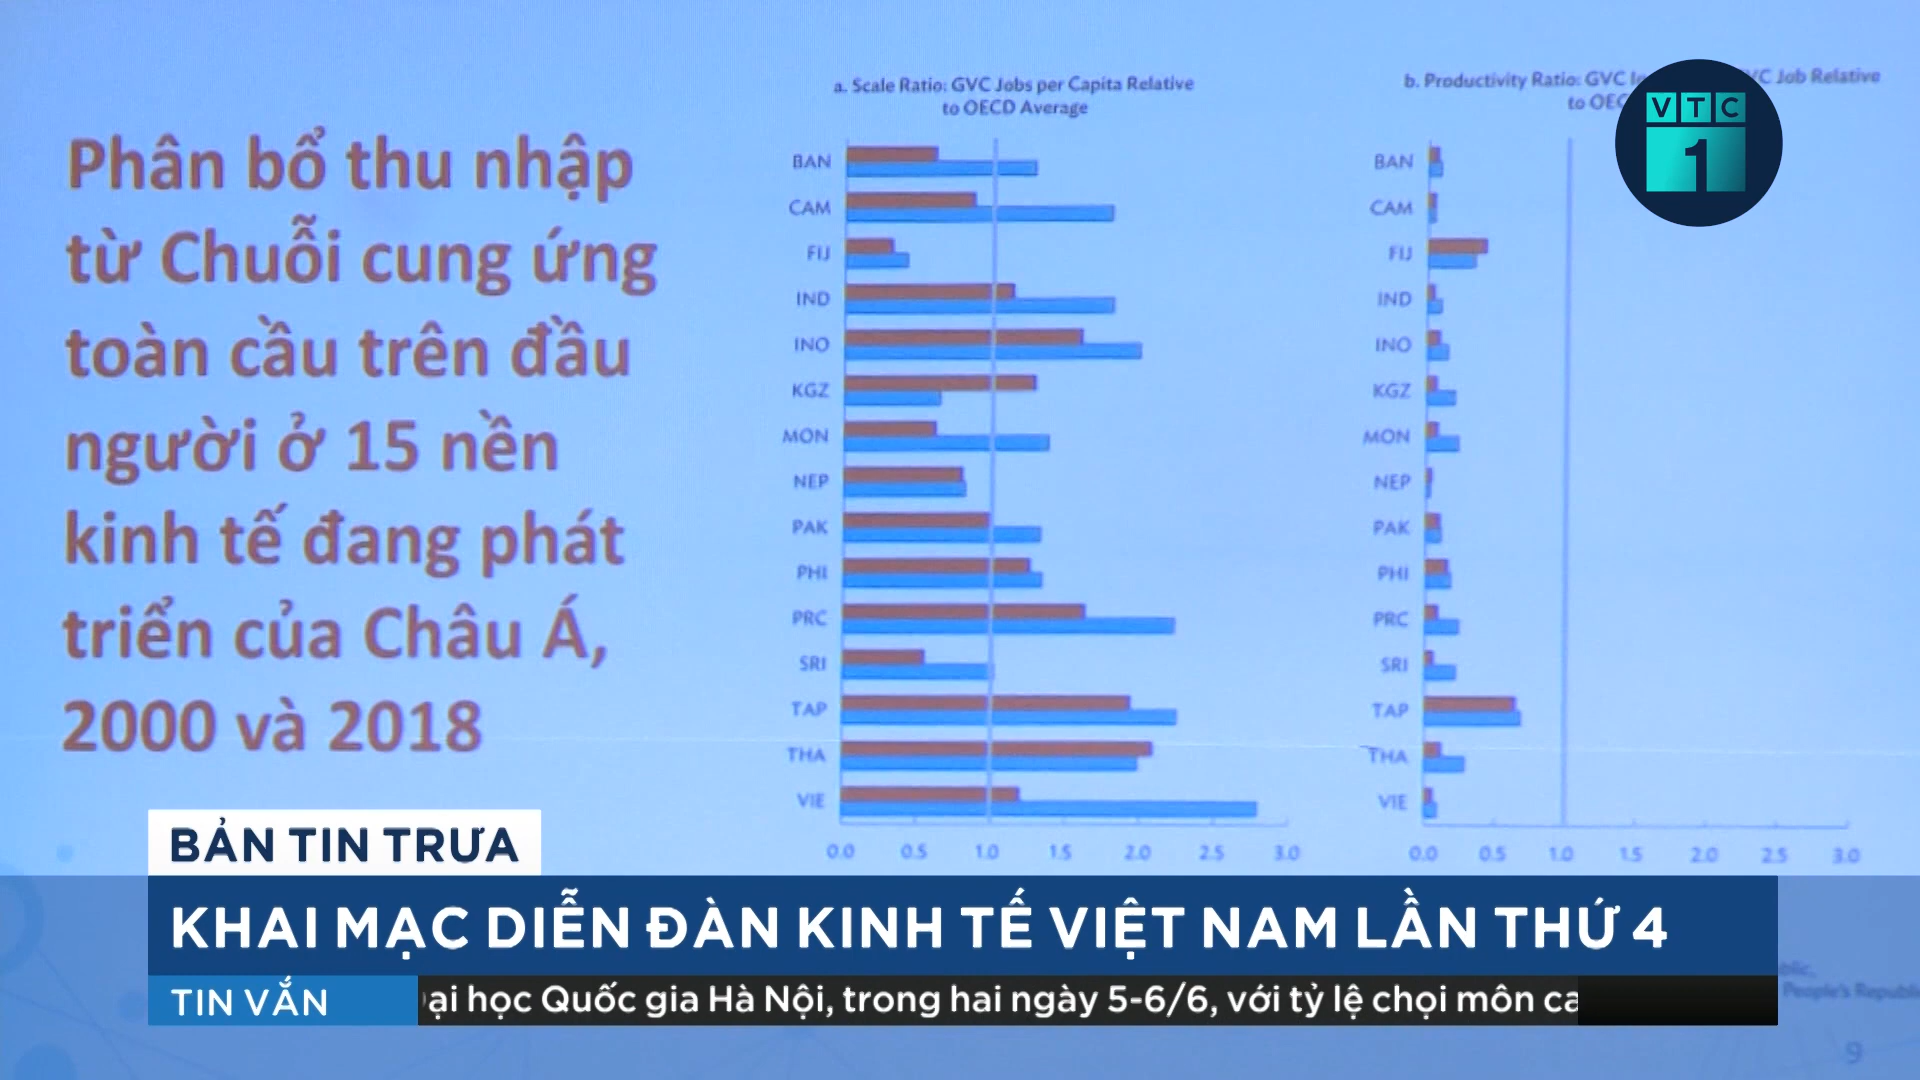 Phân bổ thu nhập
từ Chuỗi cung ứng
toàn cầu trên đầu
người ở 15 nền
kinh tế đang phát
triển của Châu Á,
2000 và 2018
a. Scale Ratio: GVC Jobs per Capita Relative
to OECD Average
BAN
CAM
FIJ
IND
INO
KGZ
MON
NEP
PAK
PHI
PRC
SRI
TAP
THA
VIE
0.0 0.5 1.0 1.5 2.0 2.5 3.0
b. Productivity Ratio: GVC Job Relative
to
BAN
CAM
FIJ
IND
INO
KGZ
MON
NEP
PAK
PHI
PRC
SRI
TAP
THA
VIE
0.0 0.5 1.0 1.5 2.0 2.5 3.0
VTC
1
People's
9
BẢN TIN TRƯA
KHAI MẠC DIỄN ĐÀN KINH TẾ VIỆT NAM LẦN THỨ 4
TIN VẮN
ại học Quốc gia Hà Nội, trong hai ngày 5-6/6, với tỷ lệ chọi môn ca